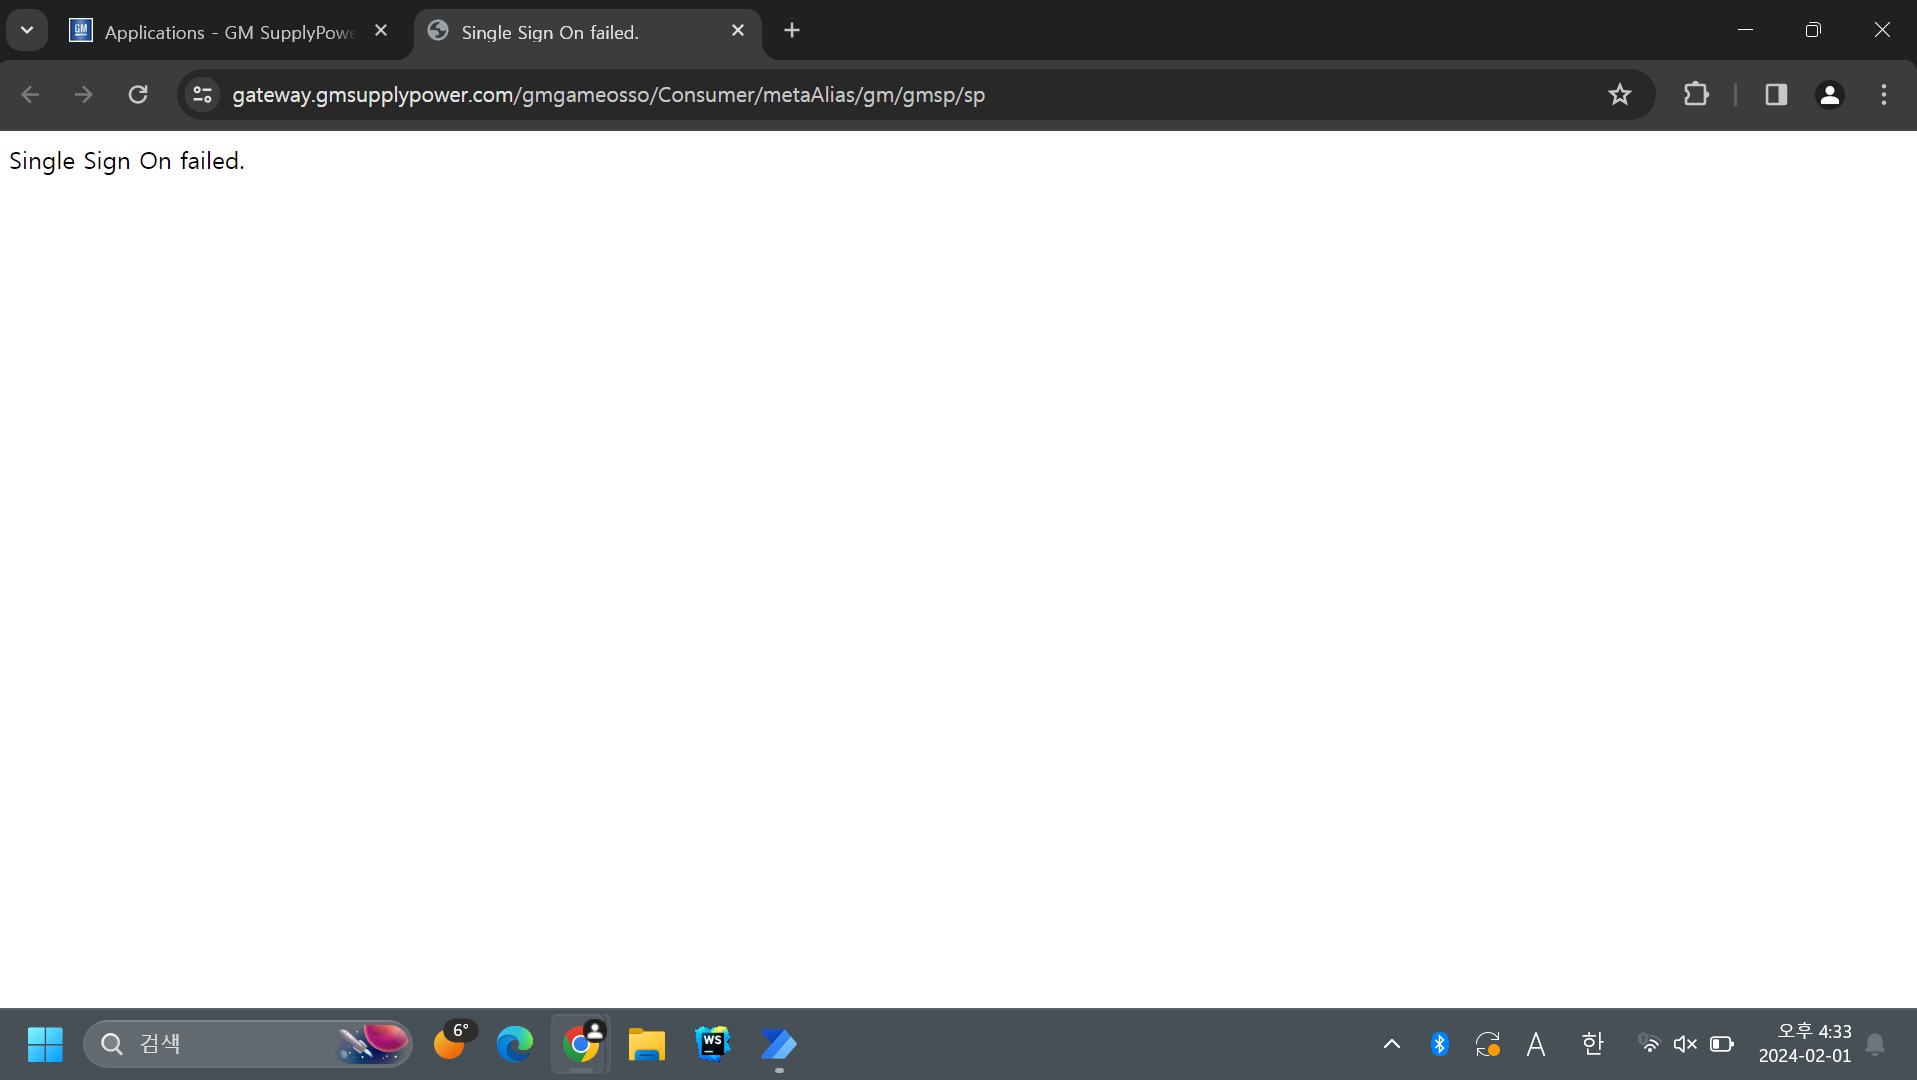 GM
Applications - GM SupplyPowe
Single Sign On failed.
gateway.gmsupplypower.com/gmgameosso/Consumer/metaAlias/gm/gmsp/sp
Single Sign On failed.
검색
6°
WS
A
한
오후 4:33
2024-02-01